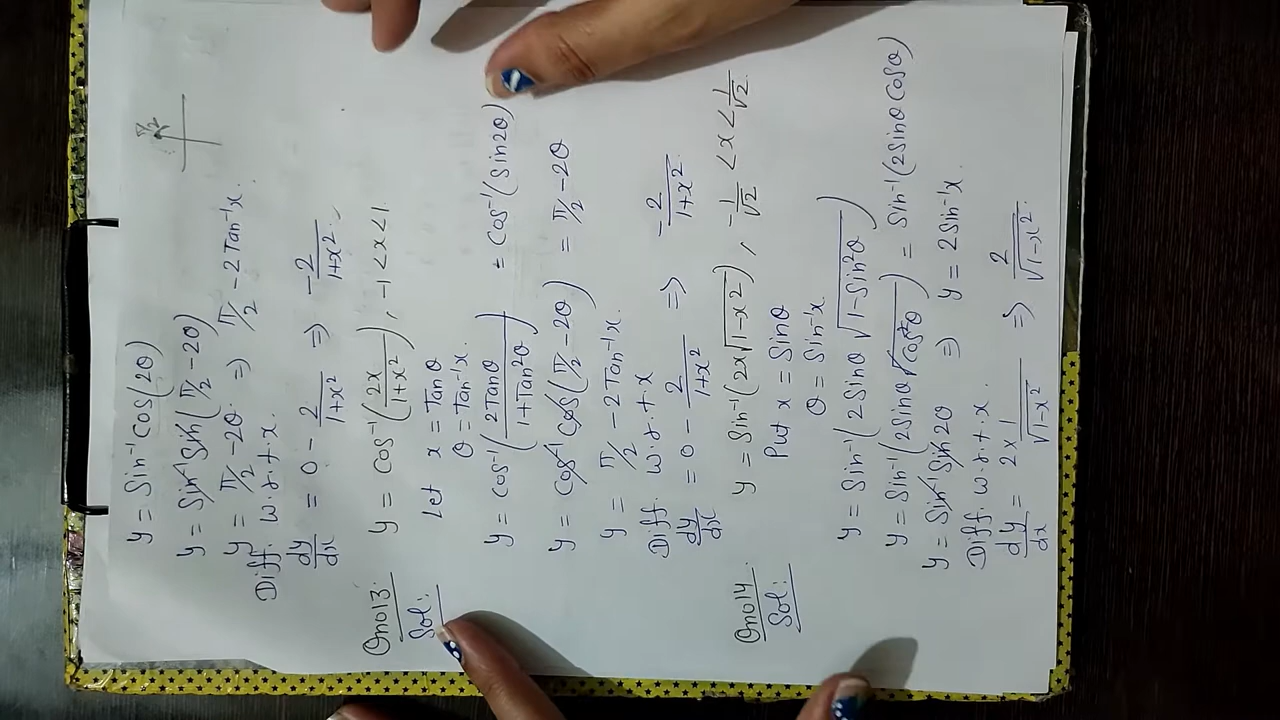 π/2
y = Sin⁻¹ Cos(2θ)
y = Sin⁻¹ Sin(π/2 - 2θ)
y = π/2 - 2θ. ⇒ π/2 - 2Tan⁻¹x.
Diff. w.r.t.x.
dy/dx = 0 - 2/(1+x²) ⇒ -2/(1+x²).
Qno13. y = Cos⁻¹(2x/(1+x²)), -1 < x < 1.
Sol:. Let x = Tanθ
θ = Tan⁻¹x.
y = Cos⁻¹(2Tanθ/(1+Tan²θ)) = Cos⁻¹(Sin2θ)
y = Cos⁻¹ Cos(π/2 - 2θ) = π/2 - 2θ
y = π/2 - 2Tan⁻¹x.
Diff. w.r.t x
dy/dx = 0 - 2/(1+x²) ⇒ -2/(1+x²).
Qno14. y = Sin⁻¹(2x√(1-x²)), -1/√2 < x < 1/√2.
Sol:. Put x = Sinθ
θ = Sin⁻¹x
y = Sin⁻¹(2Sinθ √(1-Sin²θ))
y = Sin⁻¹(2Sinθ√(Cos²θ)) = Sin⁻¹(2Sinθ Cosθ)
y = Sin⁻¹ Sin2θ ⇒ y = 2Sin⁻¹x.
Diff. w.r.t.x.
dy/dx = 2×1/√(1-x²) ⇒ 2/√(1-x²).